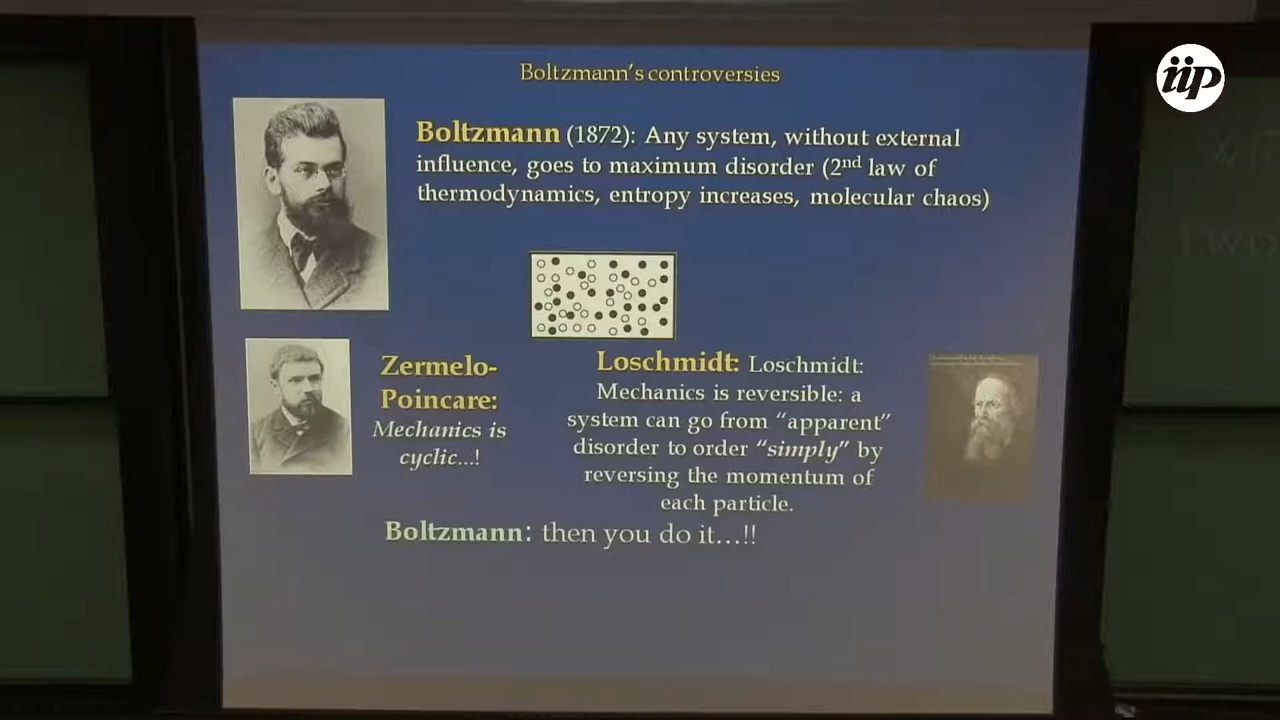 iip
Boltzmann's controversies
Boltzmann (1872): Any system, without external
influence, goes to maximum disorder (2nd law of
thermodynamics, entropy increases, molecular chaos)
Zermelo-
Poincare:
Mechanics is
cyclic...!
Loschmidt: Loschmidt:
Mechanics is reversible: a
system can go from “apparent”
disorder to order “simply” by
reversing the momentum of
each particle.
Boltzmann: then you do it...!!